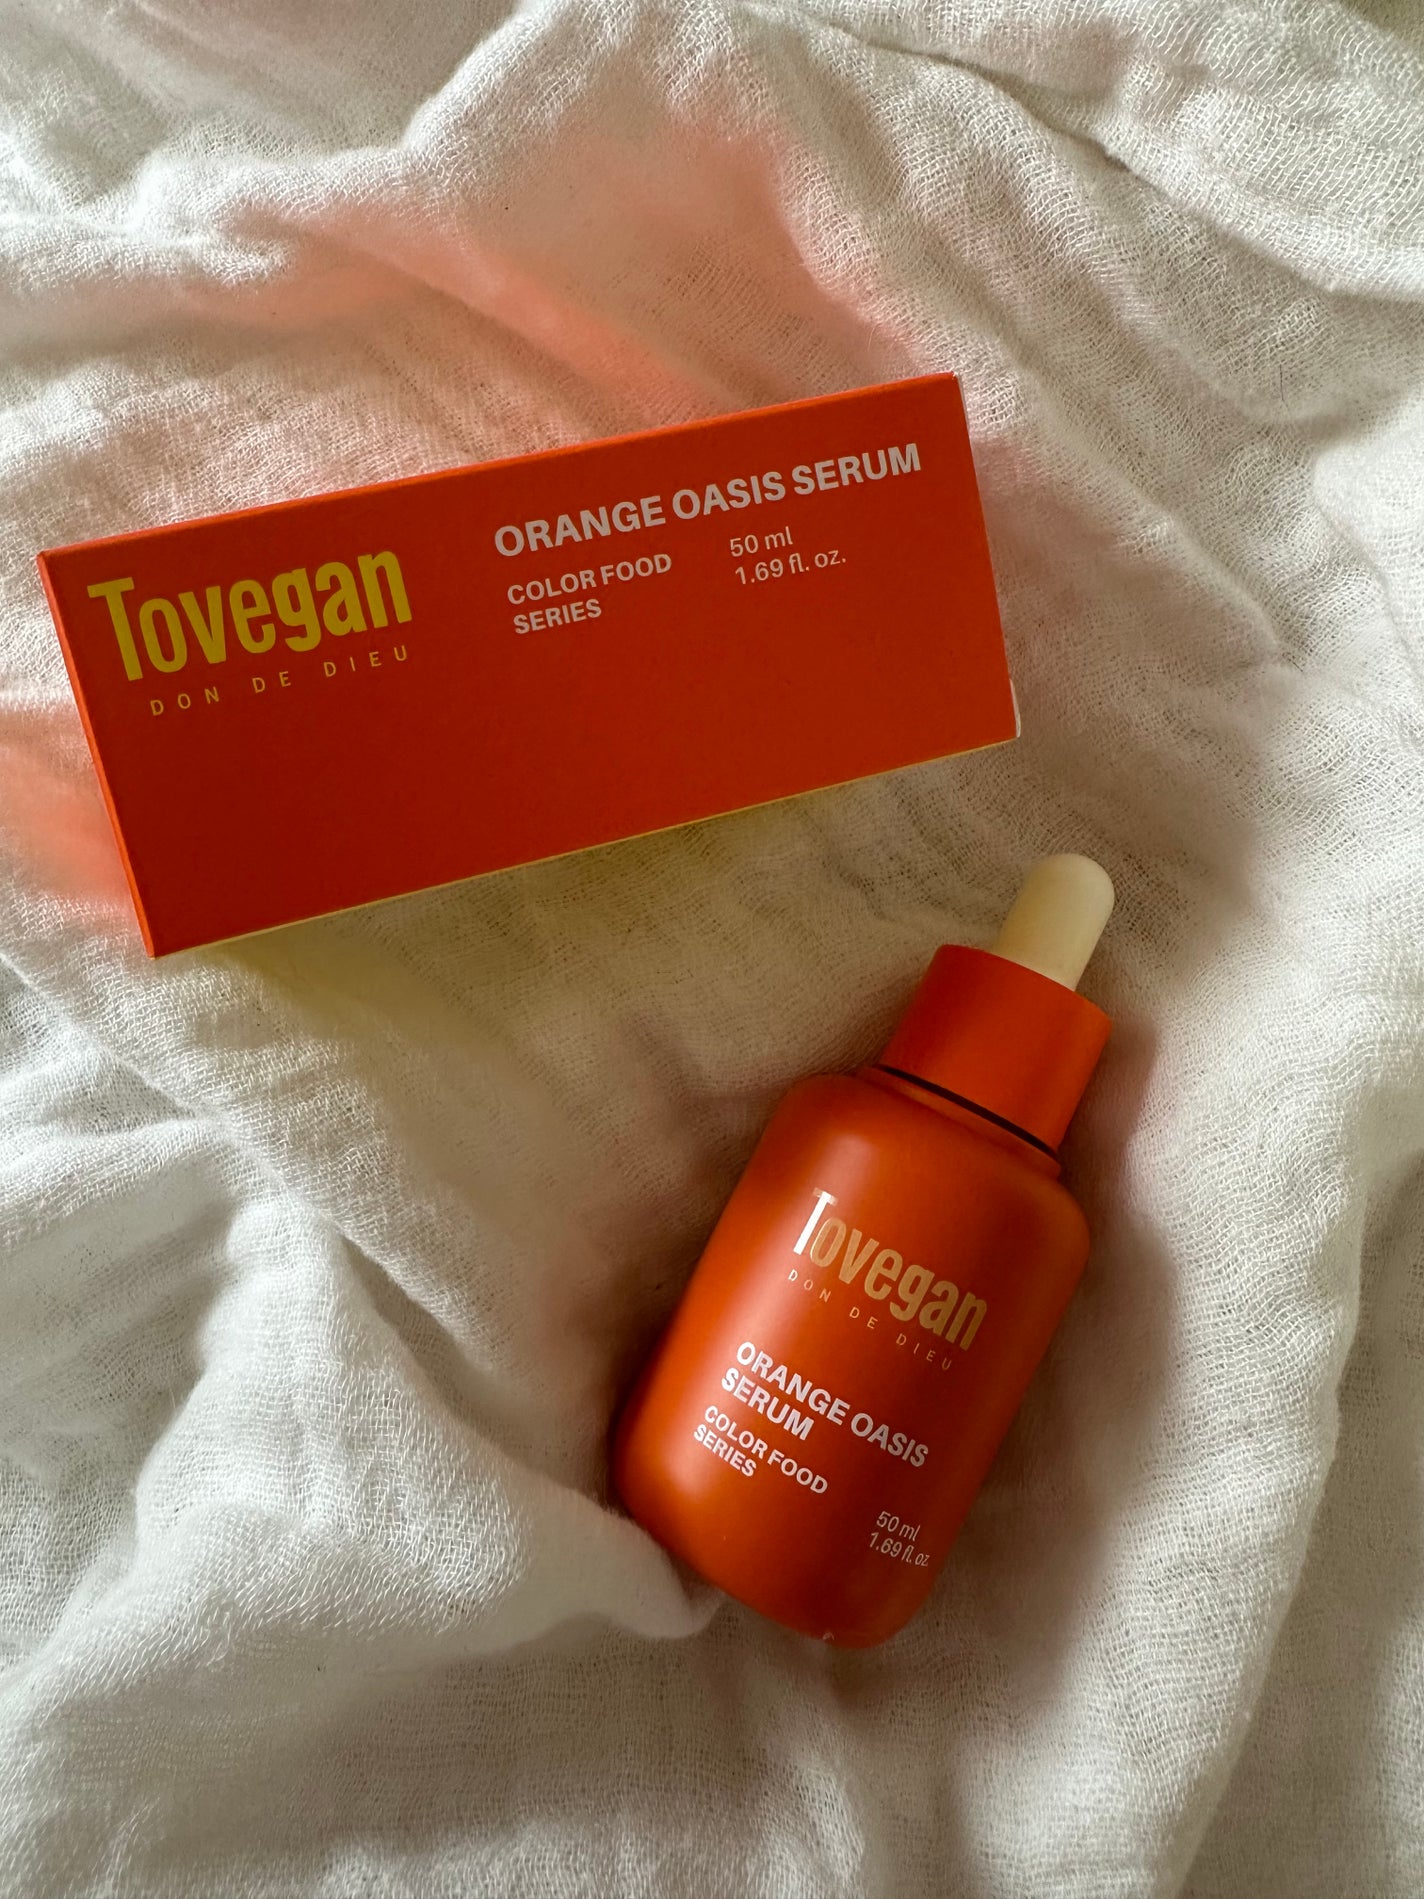 Tovegan
DON DE DIEU
ORANGE OASIS SERUM
COLOR FOOD
SERIES
50 ml
1.69 fl. oz.
Tovegan
DON DE DIEU
ORANGE OASIS
SERUM
COLOR FOOD
SERIES
50 ml
1.69 fl. oz.